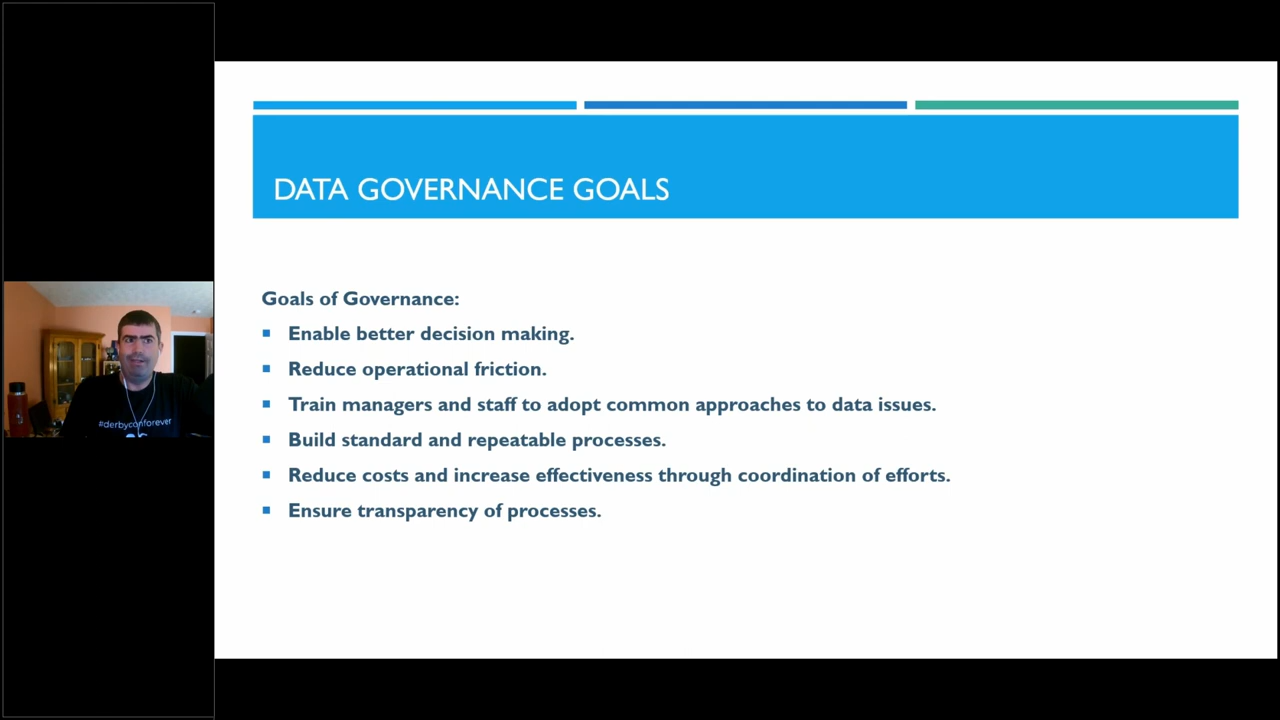 DATA GOVERNANCE GOALS
Goals of Governance:
Enable better decision making.
Reduce operational friction.
Train managers and staff to adopt common approaches to data issues.
Build standard and repeatable processes.
Reduce costs and increase effectiveness through coordination of efforts.
Ensure transparency of processes.
#derbyconforever